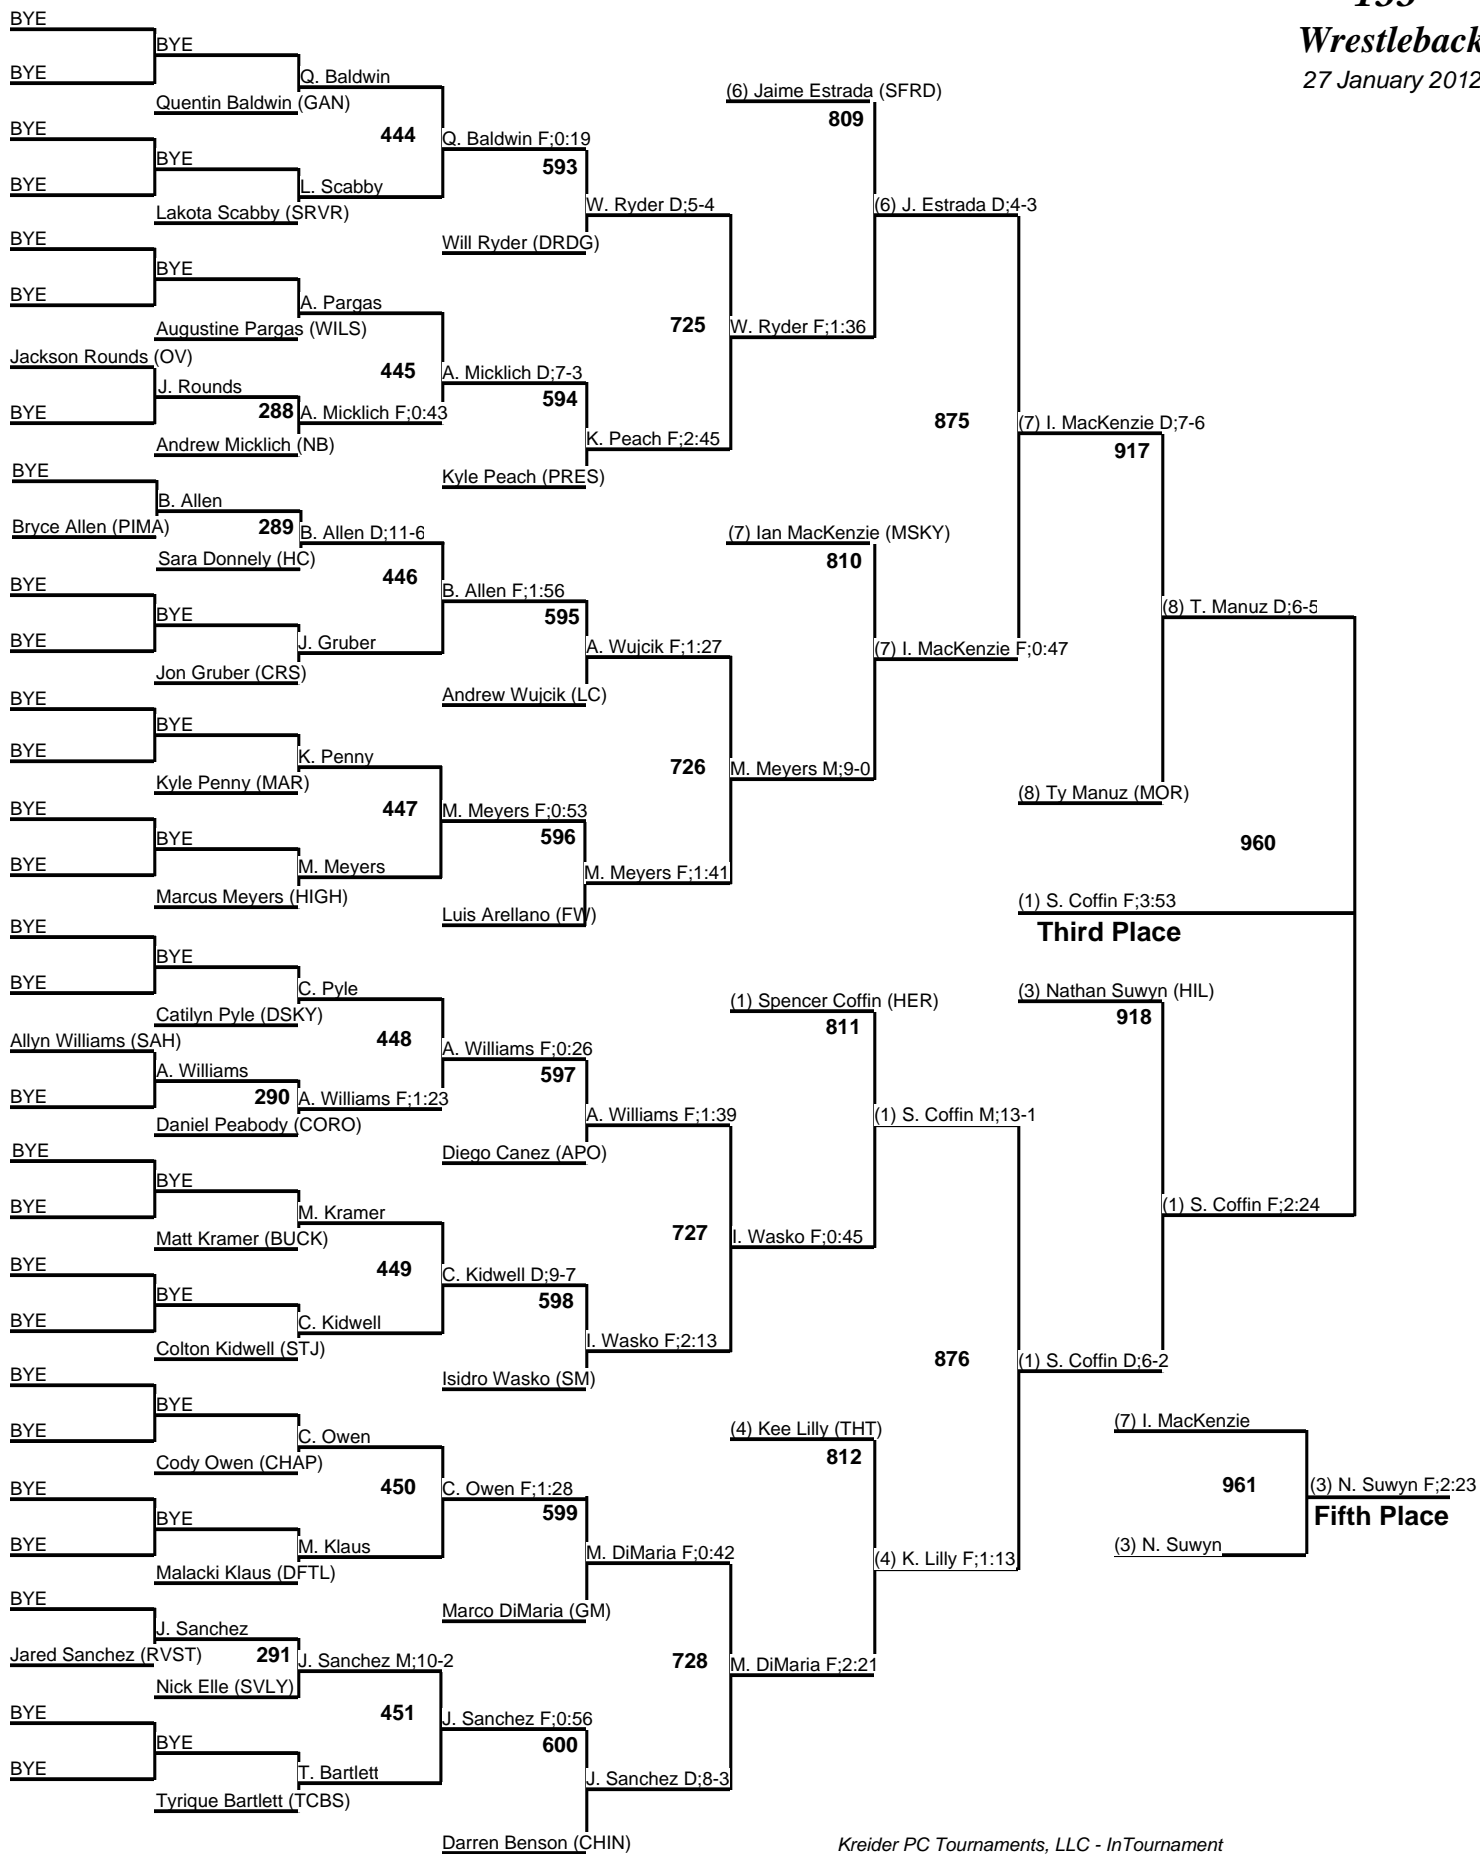 Wrestleback
27 January 2012
BYE
BYE
BYE
Q. Baldwin
Quentin Baldwin (GAN)
444
BYE
BYE
BYE
L. Scabby
Lakota Scabby (SRVR)
Q. Baldwin F;0:19
593
W. Ryder D;5-4
Will Ryder (DRDG)
BYE
BYE
BYE
A. Pargas
Augustine Pargas (WILS)
445
Jackson Rounds (OV)
J. Rounds
BYE
288
A. Micklich F;0:43
Andrew Micklich (NB)
A. Micklich D;7-3
594
K. Peach F;2:45
Kyle Peach (PRES)
725
W. Ryder F;1:36
(6) Jaime Estrada (SFRD)
809
(6) J. Estrada D;4-3
BYE
B. Allen
Bryce Allen (PIMA)
289
B. Allen D;11-6
Sara Donnely (HC)
446
BYE
BYE
BYE
J. Gruber
Jon Gruber (CRS)
B. Allen F;1:56
595
A. Wujcik F;1:27
Andrew Wujcik (LC)
BYE
BYE
BYE
K. Penny
Kyle Penny (MAR)
447
BYE
BYE
BYE
M. Meyers
Marcus Meyers (HIGH)
M. Meyers F;0:53
596
M. Meyers F;1:41
Luis Arellano (FW)
726
M. Meyers M;9-0
(7) Ian MacKenzie (MSKY)
810
(7) I. MacKenzie F;0:47
875
(7) I. MacKenzie D;7-6
917
(8) T. Manuz D;6-5
(8) Ty Manuz (MOR)
960
(1) S. Coffin F;3:53
Third Place
BYE
BYE
BYE
C. Pyle
Catilyn Pyle (DSKY)
448
Allyn Williams (SAH)
A. Williams
BYE
290
A. Williams F;1:23
Daniel Peabody (CORO)
A. Williams F;0:26
597
A. Williams F;1:39
Diego Canez (APO)
BYE
BYE
BYE
M. Kramer
Matt Kramer (BUCK)
449
BYE
BYE
BYE
C. Kidwell
Colton Kidwell (STJ)
C. Kidwell D;9-7
598
I. Wasko F;2:13
Isidro Wasko (SM)
727
I. Wasko F;0:45
(1) Spencer Coffin (HER)
811
(1) S. Coffin M;13-1
BYE
BYE
BYE
C. Owen
Cody Owen (CHAP)
450
BYE
BYE
BYE
M. Klaus
Malacki Klaus (DFTL)
C. Owen F;1:28
599
M. DiMaria F;0:42
Marco DiMaria (GM)
BYE
J. Sanchez
Jared Sanchez (RVST)
291
J. Sanchez M;10-2
Nick Elle (SVLY)
451
BYE
BYE
BYE
T. Bartlett
Tyrique Bartlett (TCBS)
J. Sanchez F;0:56
600
J. Sanchez D;8-3
Darren Benson (CHIN)
728
M. DiMaria F;2:21
(4) Kee Lilly (THT)
812
(4) K. Lilly F;1:13
876
(1) S. Coffin D;6-2
(3) Nathan Suwyn (HIL)
918
(1) S. Coffin F;2:24
(7) I. MacKenzie
961
(3) N. Suwyn F;2:23
Fifth Place
(3) N. Suwyn
Kreider PC Tournaments, LLC - InTournament